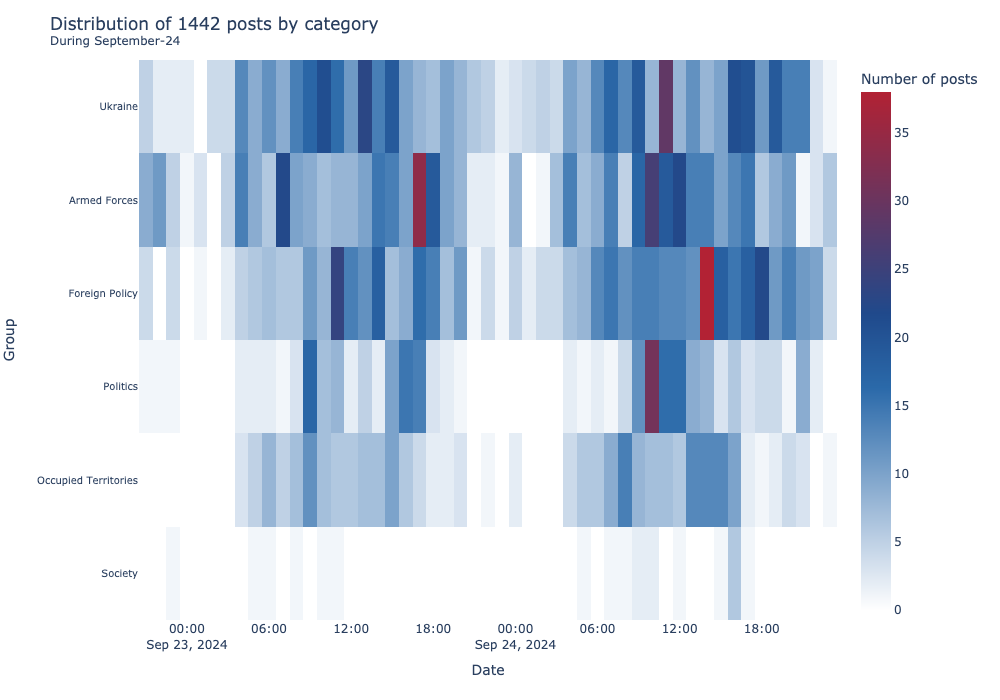 Distribution of 1442 posts by category
During September-24
Number of posts
Group
Ukraine
Armed Forces
Foreign Policy
Politics
Occupied Territories
Society
35
30
25
20
15
10
5
0
00:00 06:00 12:00 18:00 00:00 06:00 12:00 18:00
Sep 23, 2024 Sep 24, 2024
Date